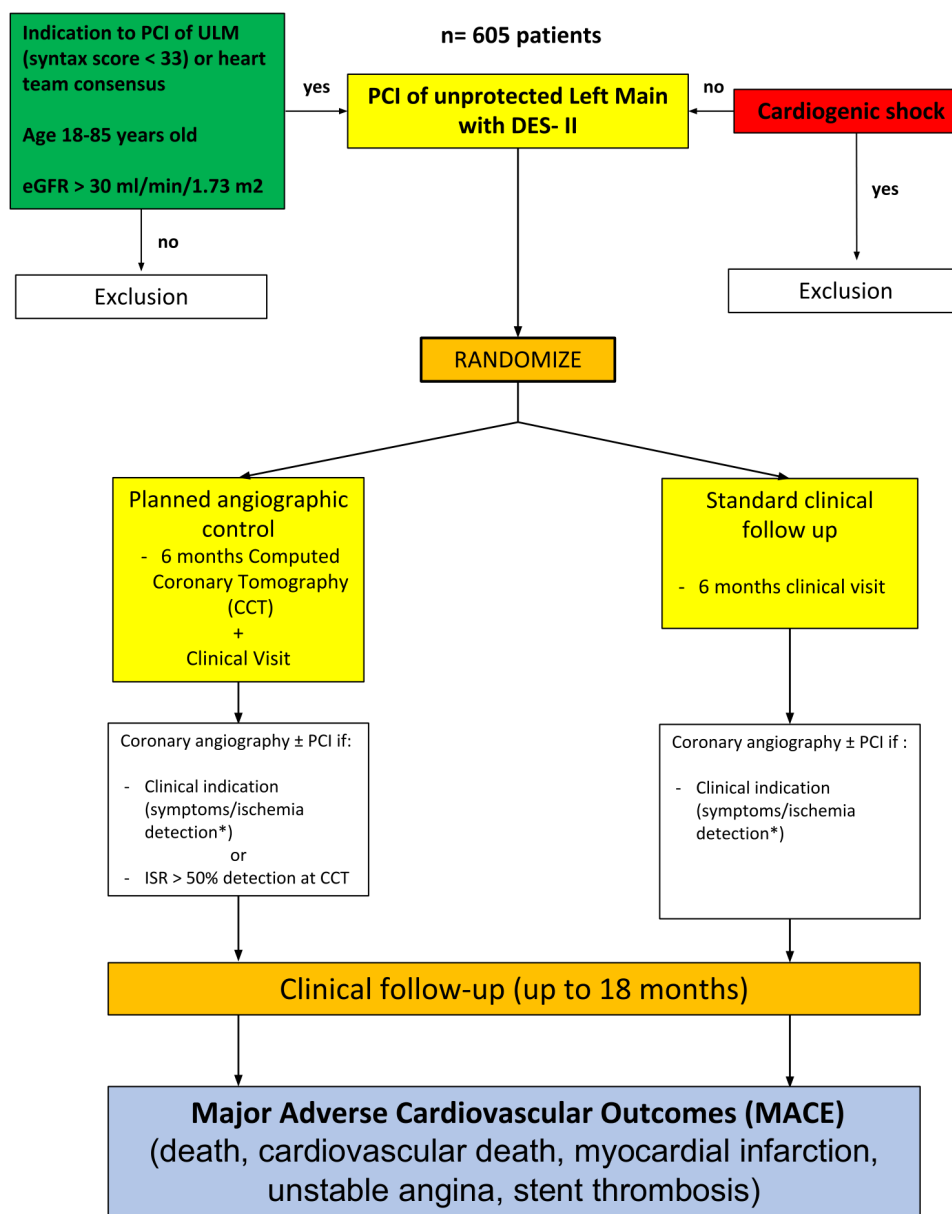 Indication to PCI of ULM
(syntax score < 33) or heart
team consensus
Age 18-85 years old
eGFR > 30 ml/min/1.73 m2
n= 605 patients
yes
PCI of unprotected Left Main
with DES- II
no
Cardiogenic shock
no
yes
Exclusion
Exclusion
RANDOMIZE
Planned angiographic
control
- 6 months Computed
Coronary Tomography
(CCT)
+
Clinical Visit
Standard clinical
follow up
- 6 months clinical visit
Coronary angiography ± PCI if:
- Clinical indication
(symptoms/ischemia
detection*)
or
- ISR > 50% detection at CCT
Coronary angiography ± PCI if :
- Clinical indication
(symptoms/ischemia
detection*)
Clinical follow-up (up to 18 months)
Major Adverse Cardiovascular Outcomes (MACE)
(death, cardiovascular death, myocardial infarction,
unstable angina, stent thrombosis)